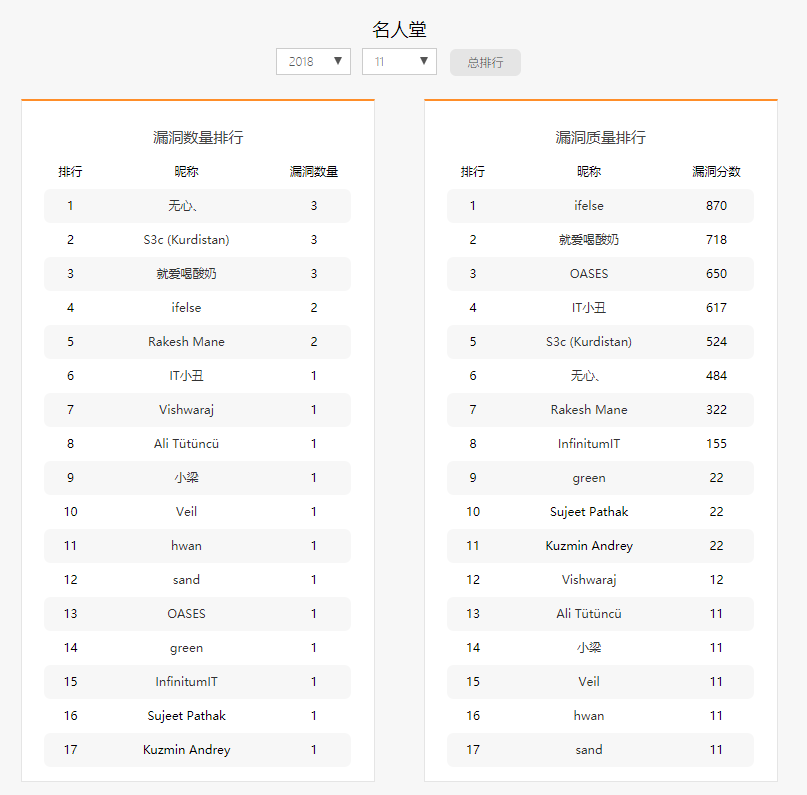 名人堂
2018 ▼ 11 ▼ 总排行
漏洞数量排行
排行 昵称 漏洞数量
1 无心、 3
2 S3c (Kurdistan) 3
3 就爱喝酸奶 3
4 ifelse 2
5 Rakesh Mane 2
6 IT小丑 1
7 Vishwaraj 1
8 Ali Tütüncü 1
9 小梁 1
10 Veil 1
11 hwan 1
12 sand 1
13 OASES 1
14 green 1
15 InfinitumIT 1
16 Sujeet Pathak 1
17 Kuzmin Andrey 1
漏洞质量排行
排行 昵称 漏洞分数
1 ifelse 870
2 就爱喝酸奶 718
3 OASES 650
4 IT小丑 617
5 S3c (Kurdistan) 524
6 无心、 484
7 Rakesh Mane 322
8 InfinitumIT 155
9 green 22
10 Sujeet Pathak 22
11 Kuzmin Andrey 22
12 Vishwaraj 12
13 Ali Tütüncü 11
14 小梁 11
15 Veil 11
16 hwan 11
17 sand 11